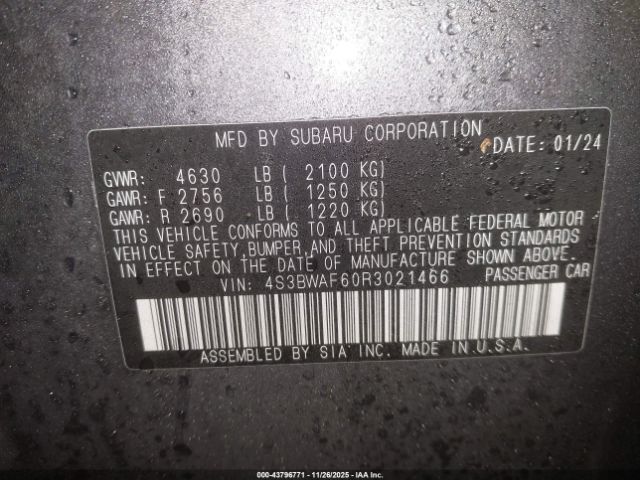 MFD BY SUBARU CORPORATION
DATE: 01/24
GVWR: 4630 LB ( 2100 KG)
GAWR: F 2756 LB ( 1250 KG)
GAWR: R 2690 LB ( 1220 KG)
THIS VEHICLE CONFORMS TO ALL APPLICABLE FEDERAL MOTOR
VEHICLE SAFETY, BUMPER, AND THEFT PREVENTION STANDARDS
IN EFFECT ON THE DATE OF MANUFACTURE SHOWN ABOVE.
VIN: 4S3BWAF60R3021466 PASSENGER CAR
ASSEMBLED BY SIA INC. MADE IN U.S.A.
000-43796771 - 11/26/2025 - IAA Inc.